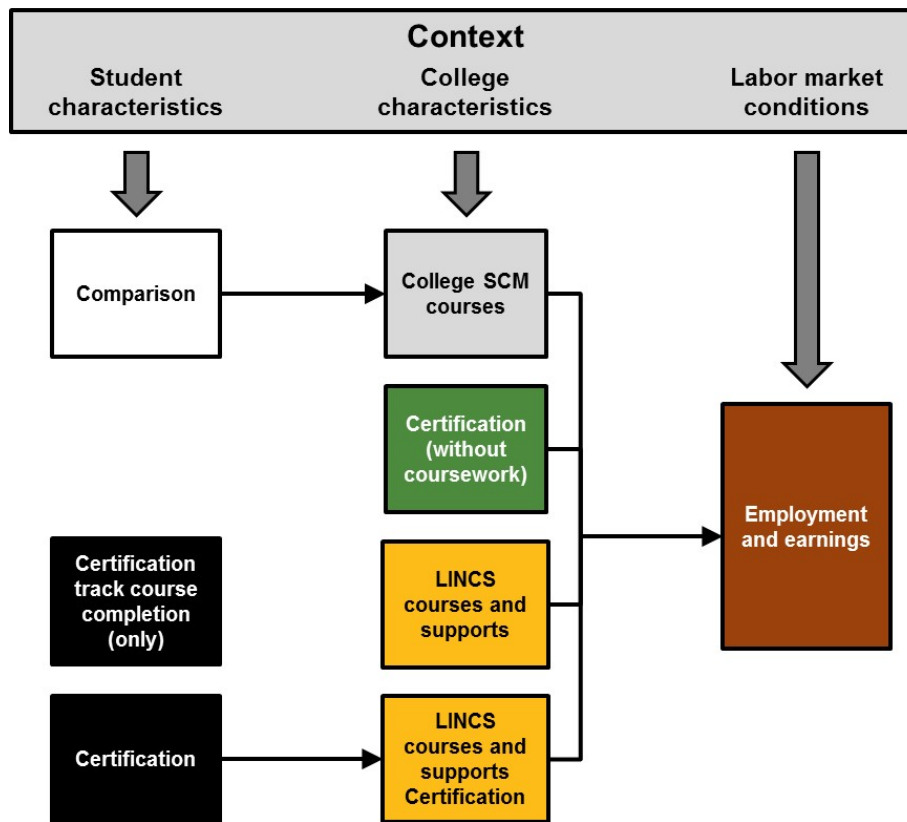 Context
Student
characteristics
College
characteristics
Labor market
conditions
Comparison
College SCM
courses
Certification
(without
coursework)
Employment
and earnings
Certification
track course
completion
(only)
LINCS
courses and
supports
Certification
LINCS
courses and
supports
Certification